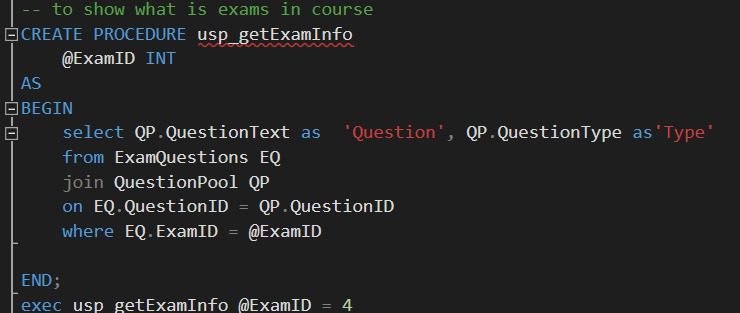 -- to show what is exams in course
CREATE PROCEDURE usp_getExamInfo
@ExamID INT
AS
BEGIN
select QP.QuestionText as  'Question', QP.QuestionType as'Type'
from ExamQuestions EQ
join QuestionPool QP
on EQ.QuestionID = QP.QuestionID
where EQ.ExamID = @ExamID
END;
exec usp_getExamInfo @ExamID = 4